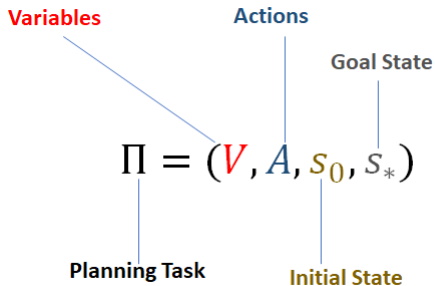 Variables
Actions
Goal State
Π = (V, A, s₀, s∗)
Planning Task
Initial State